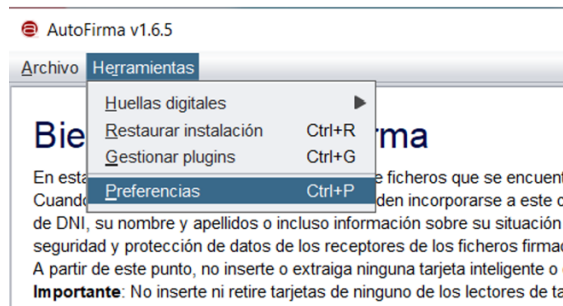 AutoFirma v1.6.5
Archivo Herramientas
Huellas digitales
Restaurar instalación Ctrl+R
Gestionar plugins Ctrl+G
Preferencias Ctrl+P
Bie ma
En esta e ficheros que se encuent
Cuand den incorporarse a este
de DNI, su nombre y apellidos o incluso información sobre su situación
seguridad y protección de datos de los receptores de los ficheros firmad
A partir de este punto, no inserte o extraiga ninguna tarjeta inteligente o
Importante: No inserte ni retire tarjetas de ninguno de los lectores de ta